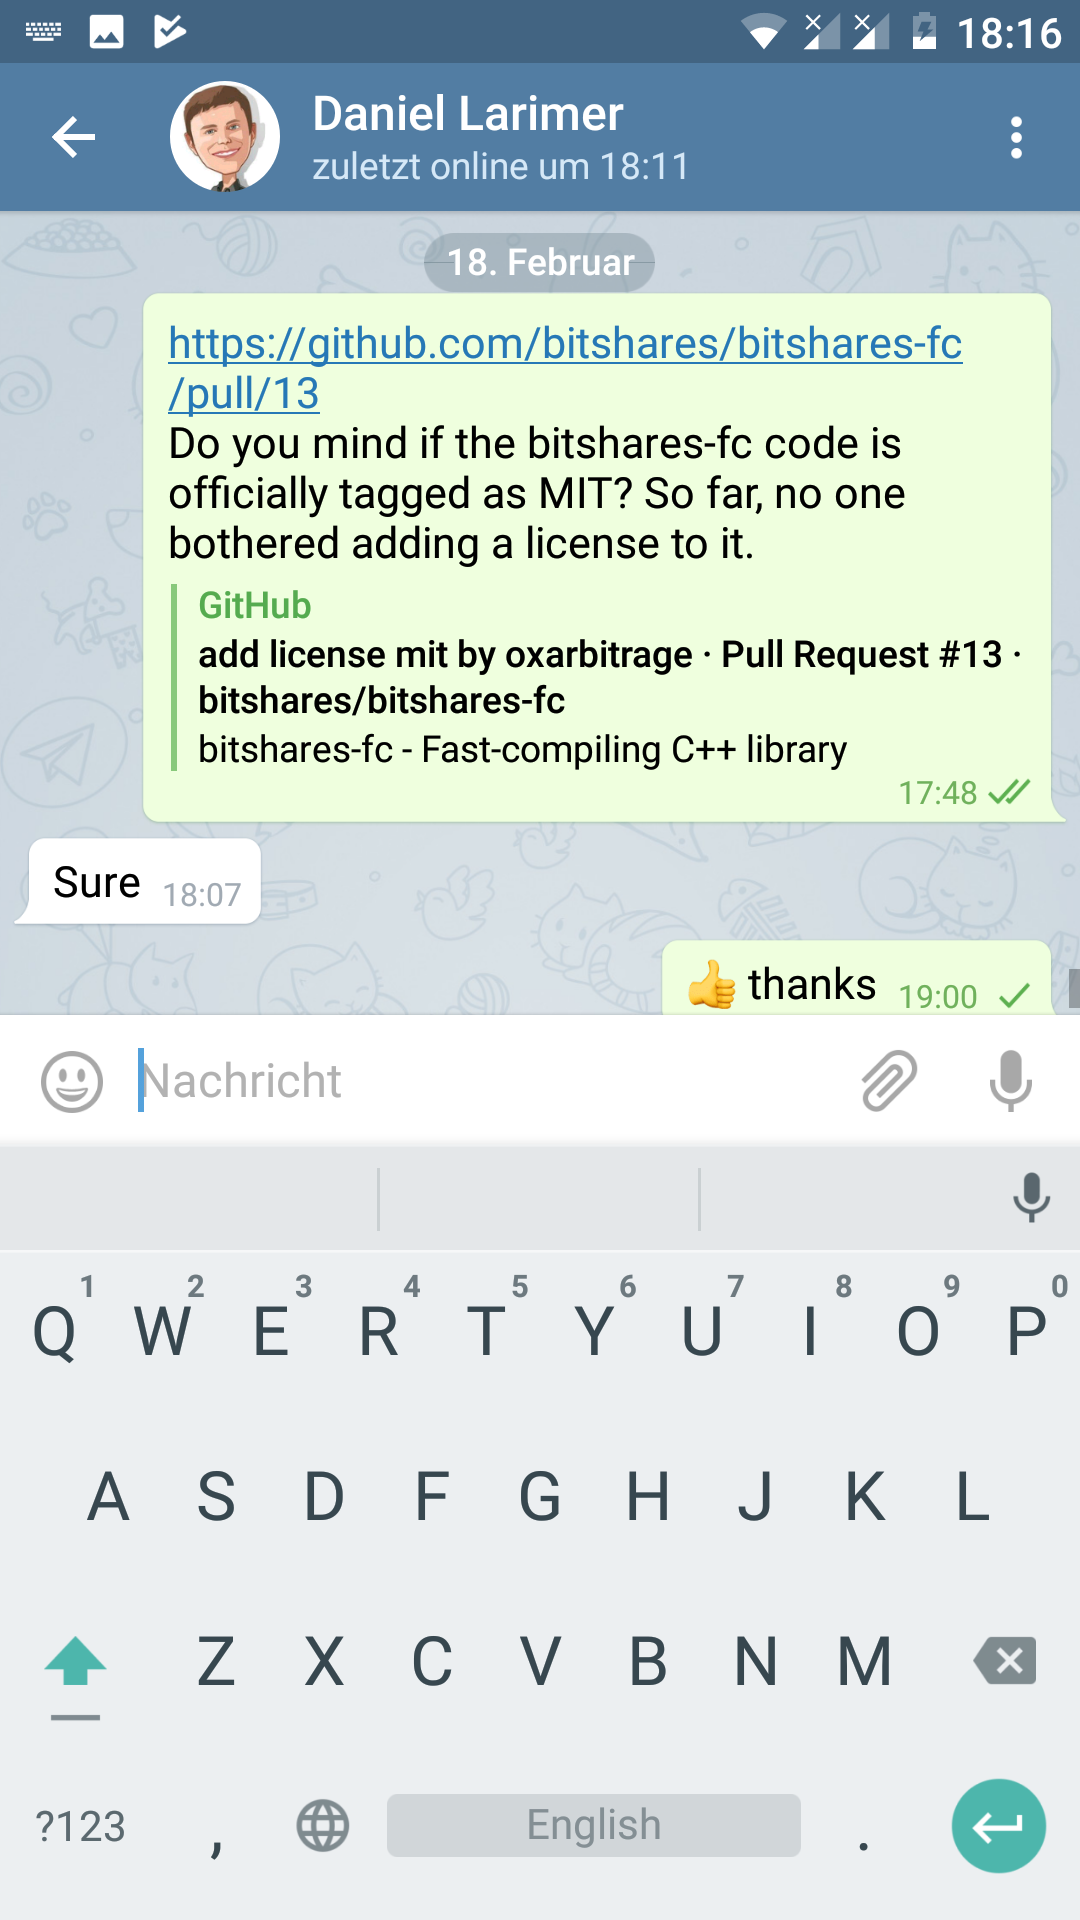 18:16
Daniel Larimer
zuletzt online um 18:11
18. Februar
https://github.com/bitshares/bitshares-fc
/pull/13
Do you mind if the bitshares-fc code is
officially tagged as MIT? So far, no one
bothered adding a license to it.
GitHub
add license mit by oxarbitrage · Pull Request #13 ·
bitshares/bitshares-fc
bitshares-fc - Fast-compiling C++ library
17:48
Sure 18:07
👍 thanks 19:00
Nachricht
1 2 3 4 5 6 7 8 9 0
Q W E R T Y U I O P
A S D F G H J K L
Z X C V B N M
?123 , English .